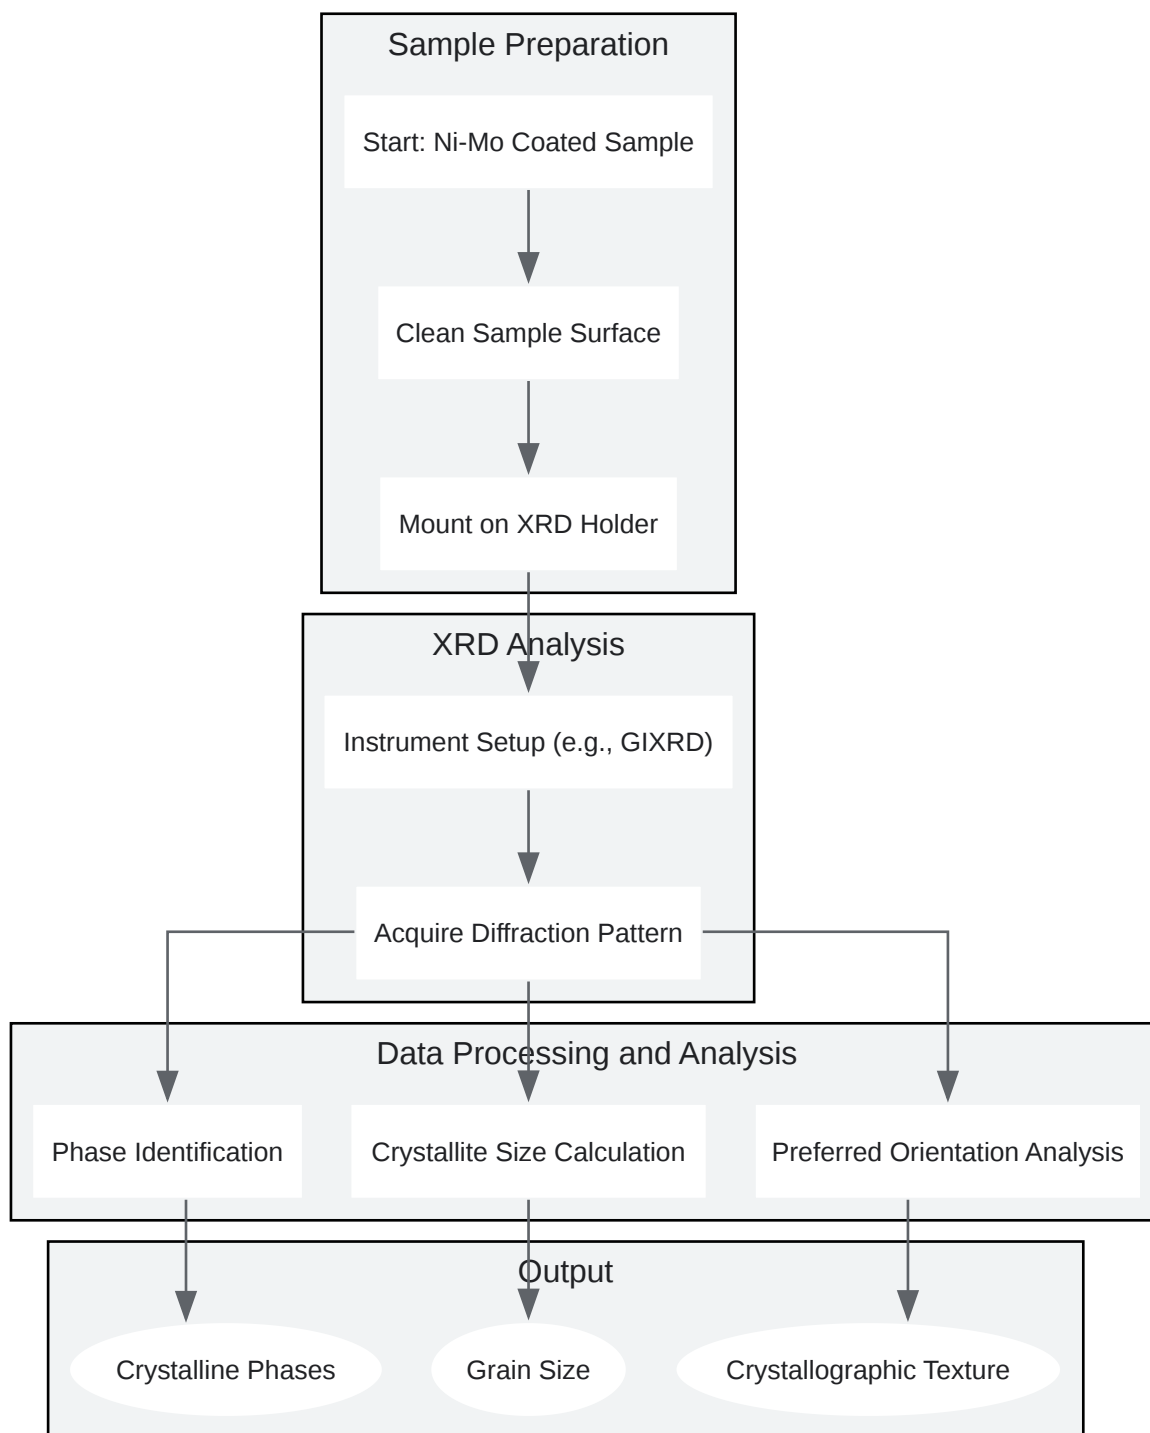 Sample Preparation
Start: Ni-Mo Coated Sample
Clean Sample Surface
Mount on XRD Holder
XRD Analysis
Instrument Setup (e.g., GIXRD)
Acquire Diffraction Pattern
Data Processing and Analysis
Phase Identification
Crystallite Size Calculation
Preferred Orientation Analysis
Output
Crystalline Phases
Grain Size
Crystallographic Texture